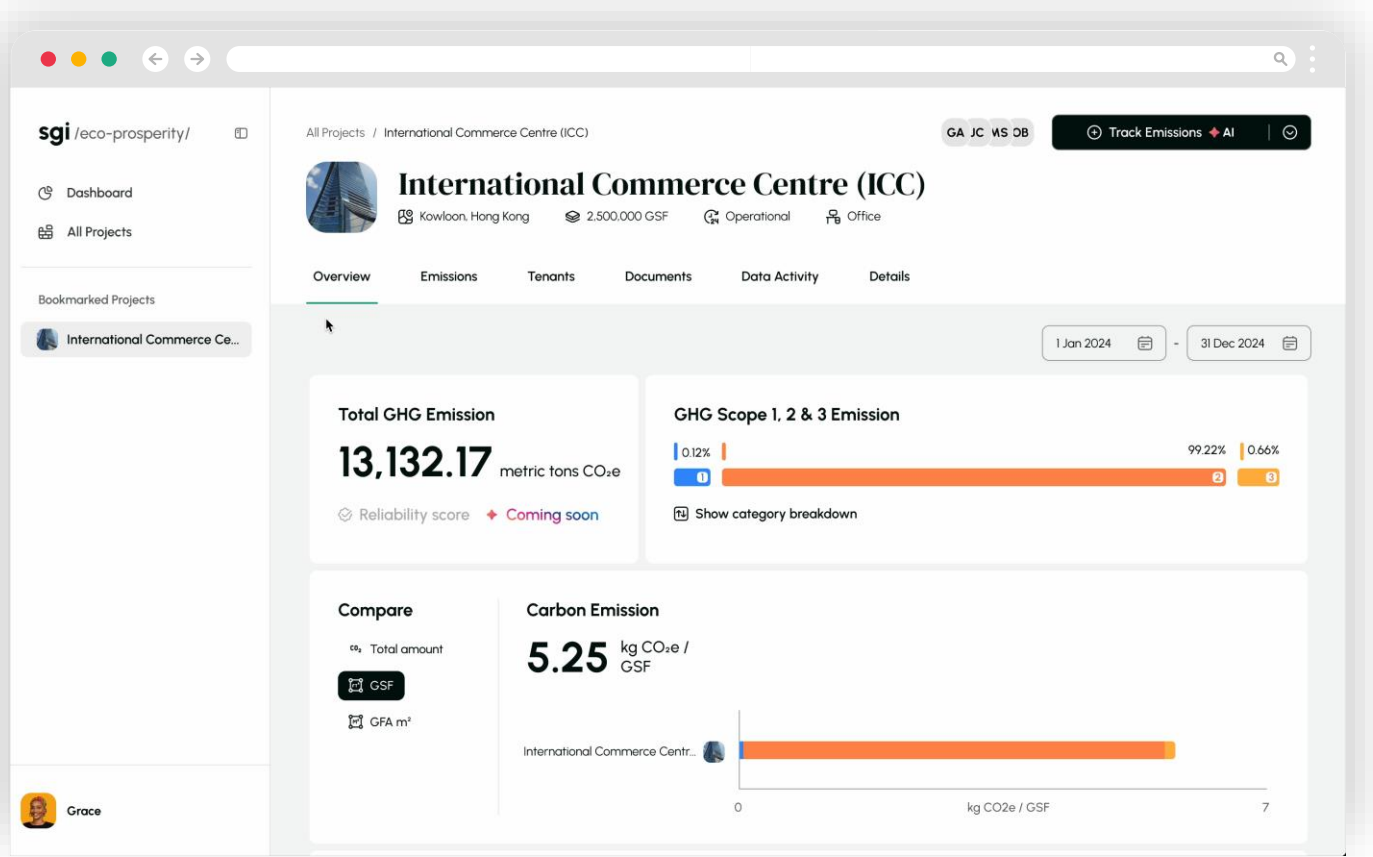 sgi /eco-prosperity/
Dashboard
All Projects
Bookmarked Projects
International Commerce Ce...
Grace
All Projects / International Commerce Centre (ICC)
GA JC MS OB
Track Emissions AI
International Commerce Centre (ICC)
Kowloon, Hong Kong 2,500,000 GSF Operational Office
Overview Emissions Tenants Documents Data Activity Details
1 Jan 2024 - 31 Dec 2024
Total GHG Emission
13,132.17 metric tons CO₂e
Reliability score Coming soon
GHG Scope 1, 2 & 3 Emission
0.12% 99.22% 0.66%
1 2 3
Show category breakdown
Compare
CO₂ Total amount
GSF
GFA m²
Carbon Emission
5.25 kg CO₂e /
GSF
International Commerce Centr...
0 kg CO2e / GSF 7